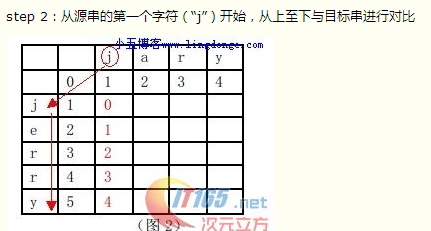 step 2：从源串的第一个字符（“j”）开始，从上至下与目标串进行对比
小五博客www.lingdonge.com
j a r y
0 1 2 3 4
j 1 0
e 2 1
r 3 2
r 4 3
y 5 4
IT165.net
次元立方
（图2）